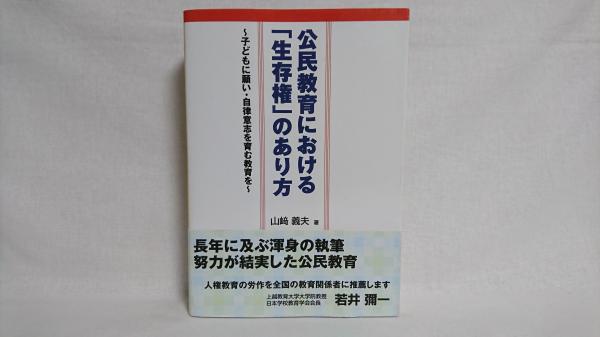 公民教育における
「生存権」のあり方
～子どもに願い・自律意志を育む教育を～
山﨑 義夫 著
長年に及ぶ渾身の執筆
努力が結実した公民教育
人権教育の労作を全国の教育関係者に推薦します
上越教育大学大学院教授
日本学校教育学会会長
若井 彌一